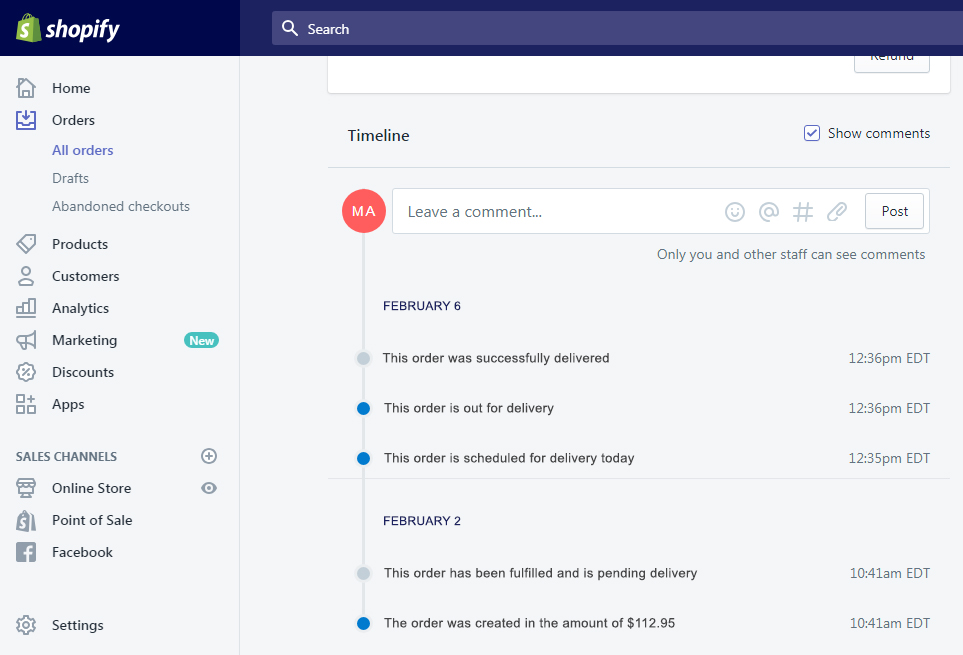 shopify
Search
Refund
Home
Orders
All orders
Drafts
Abandoned checkouts
Products
Customers
Analytics
Marketing New
Discounts
Apps
SALES CHANNELS
Online Store
Point of Sale
Facebook
Settings
Timeline
Show comments
MA
Leave a comment...
Post
Only you and other staff can see comments
FEBRUARY 6
This order was successfully delivered 12:36pm EDT
This order is out for delivery 12:36pm EDT
This order is scheduled for delivery today 12:35pm EDT
FEBRUARY 2
This order has been fulfilled and is pending delivery 10:41am EDT
The order was created in the amount of $112.95 10:41am EDT